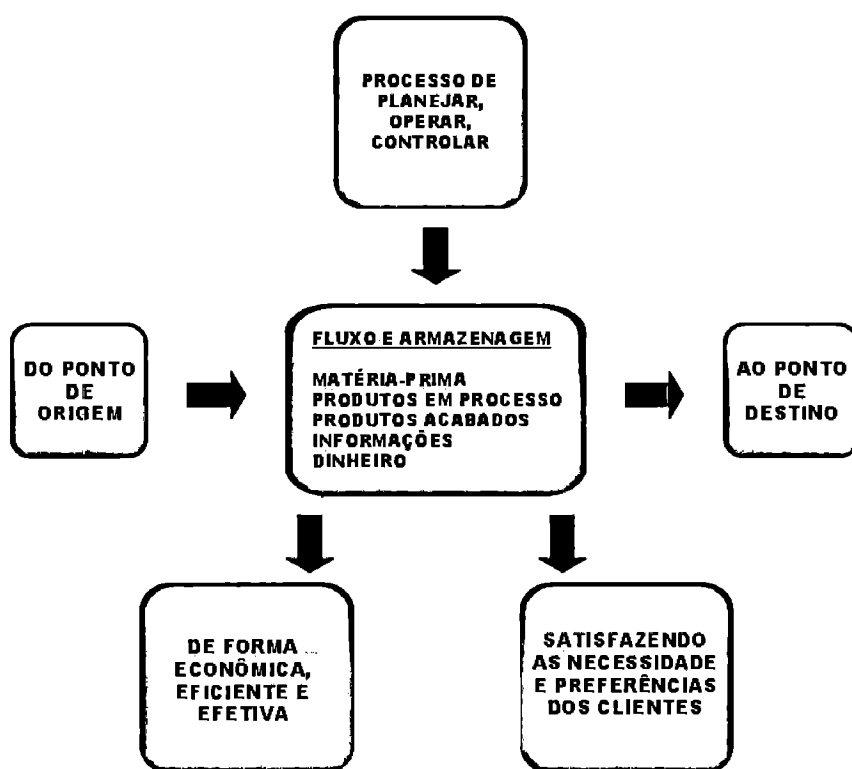 PROCESSO DE
PLANEJAR,
OPERAR,
CONTROLAR
DO PONTO
DE
ORIGEM
FLUXO E ARMAZENAGEM
MATÉRIA-PRIMA
PRODUTOS EM PROCESSO
PRODUTOS ACABADOS
INFORMAÇÕES
DINHEIRO
AO PONTO
DE
DESTINO
DE FORMA
ECONÔMICA,
EFICIENTE E
EFETIVA
SATISFAZENDO
AS NECESSIDADE
E PREFERÊNCIAS
DOS CLIENTES